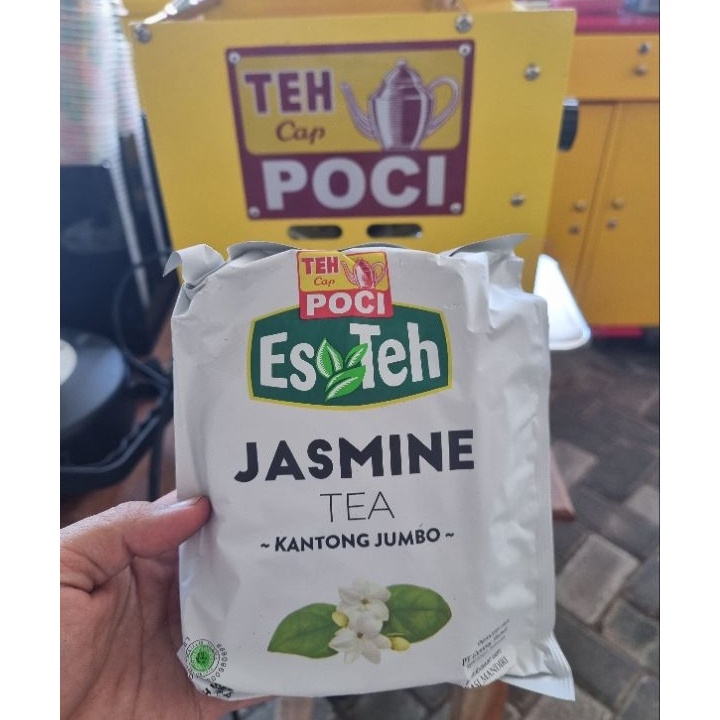 TEH
Cap
POCI
TEH
Cap
POCI
Es Teh
JASMINE
TEA
~ KANTONG JUMBO ~